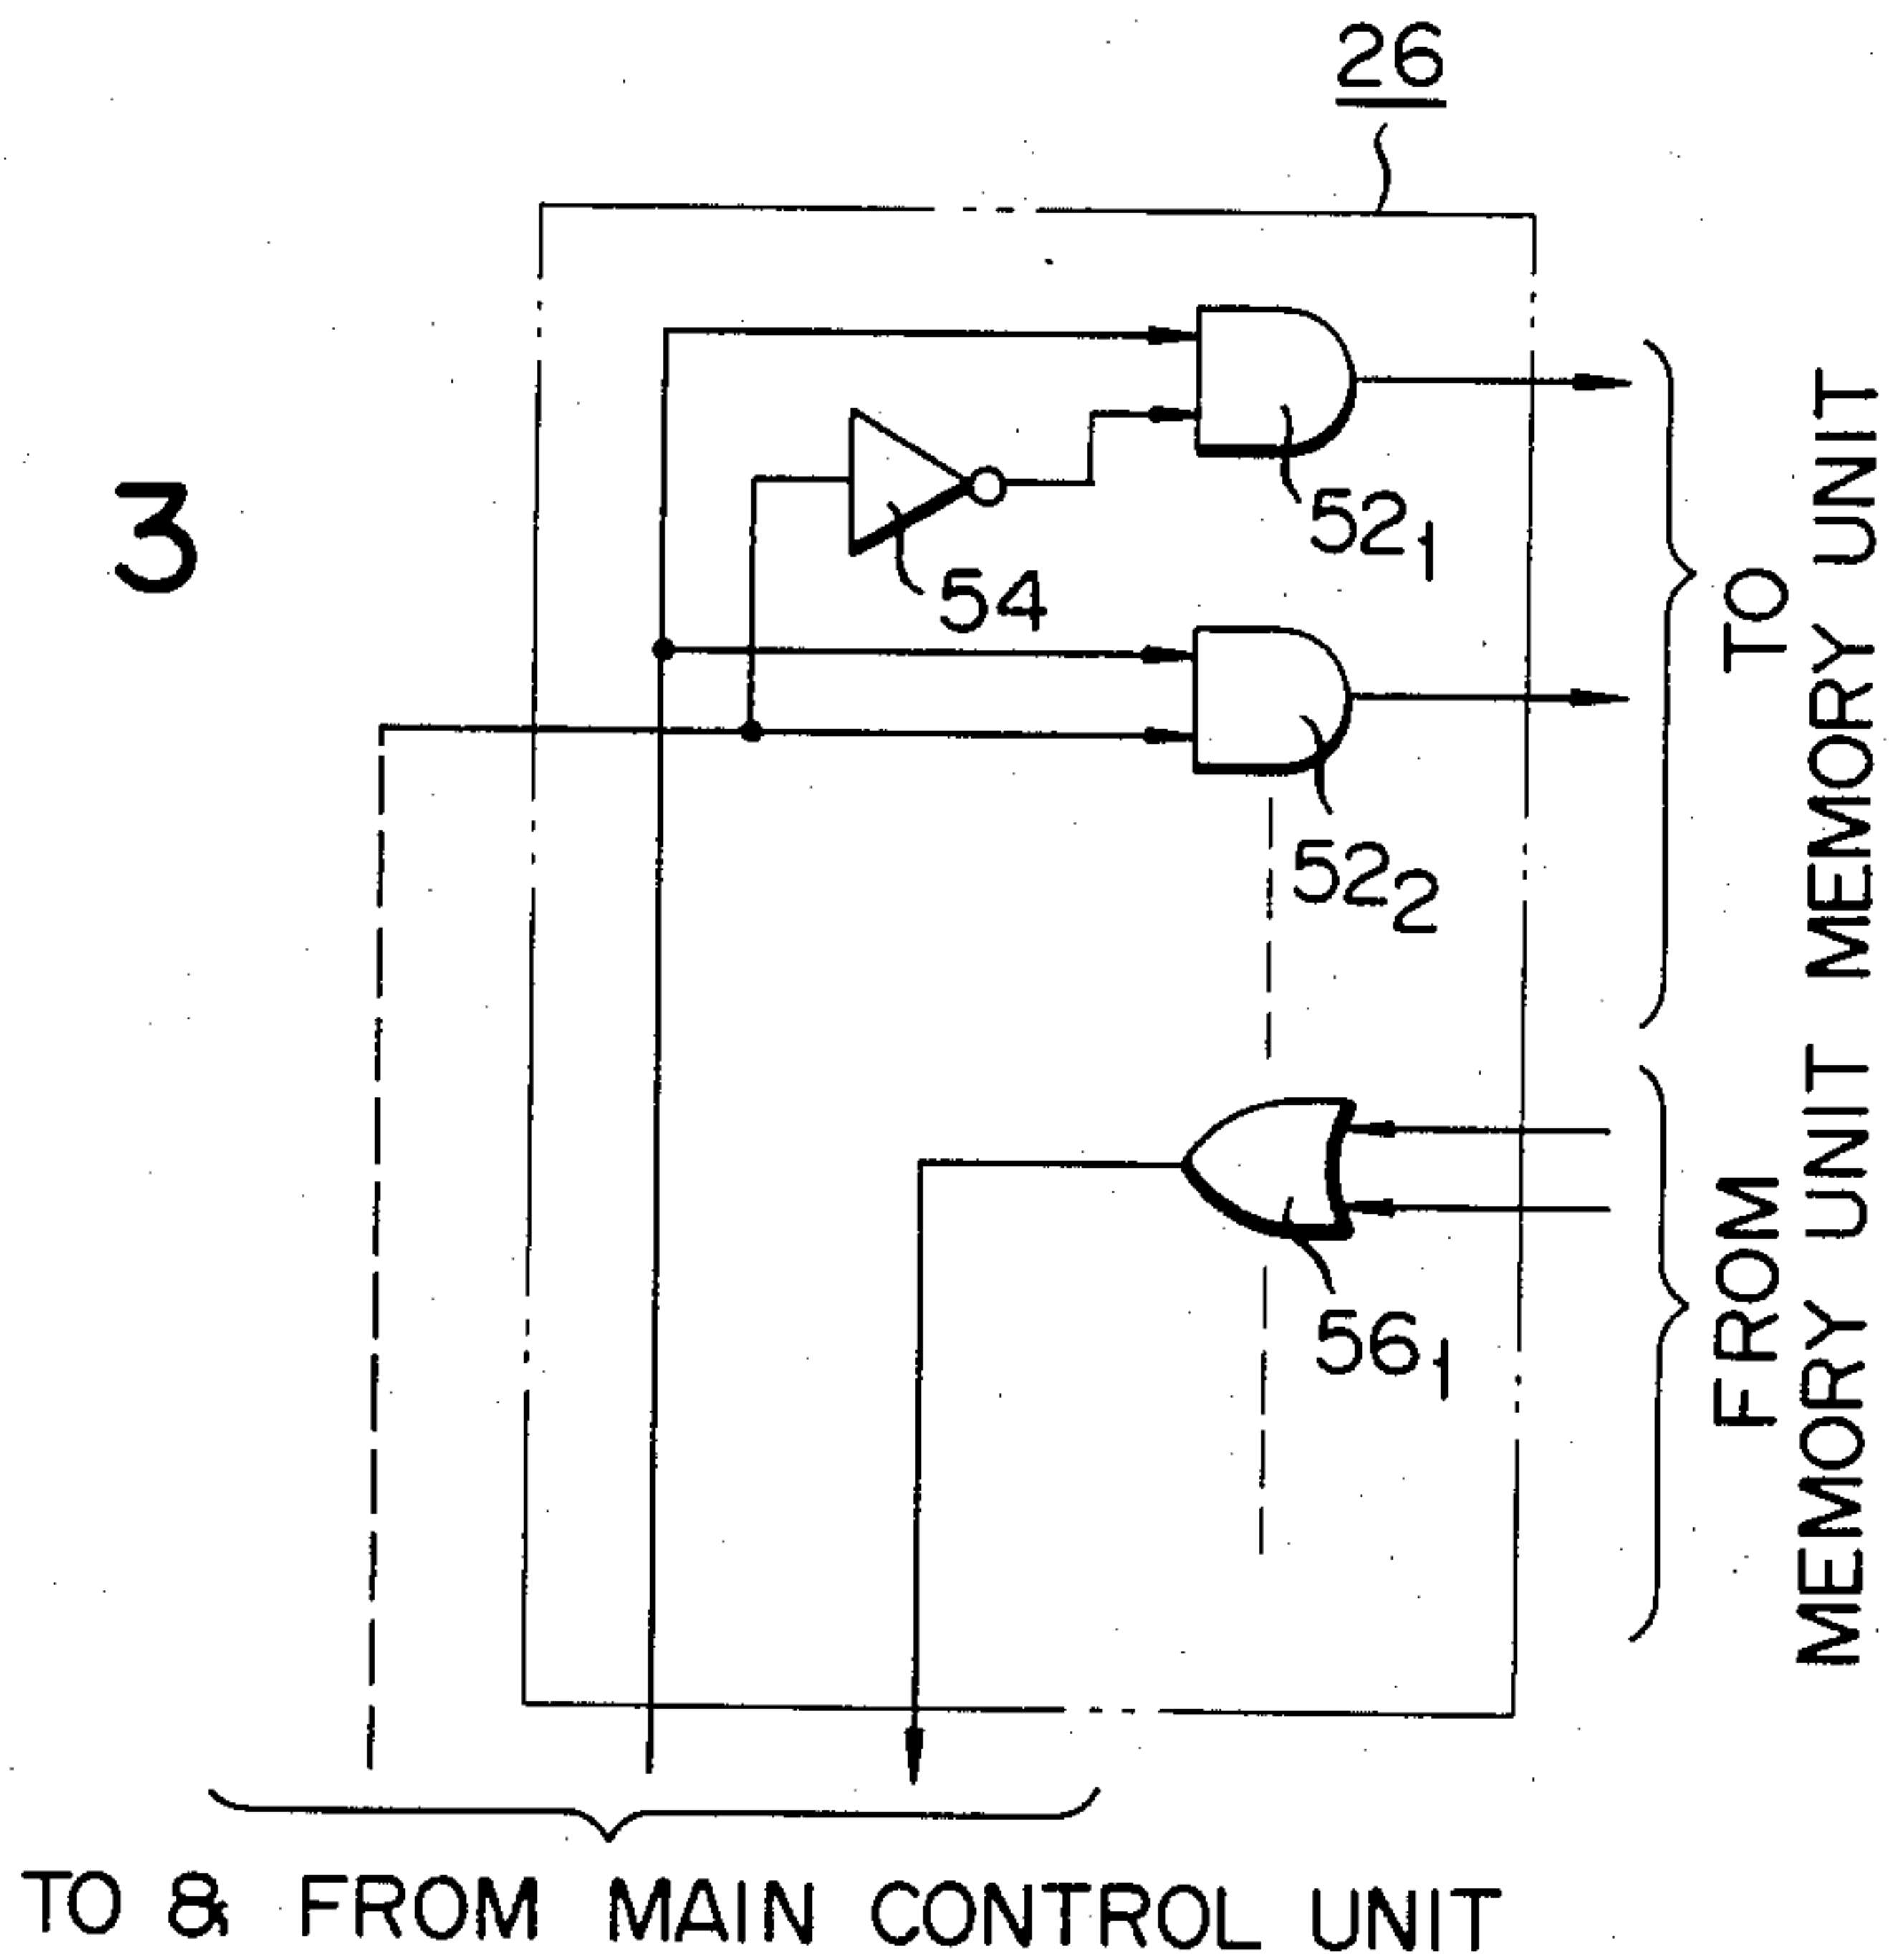 26
3
52₁
54
52₂
56₁
TO
MEMORY UNIT
FROM
MEMORY UNIT
TO & FROM MAIN CONTROL UNIT